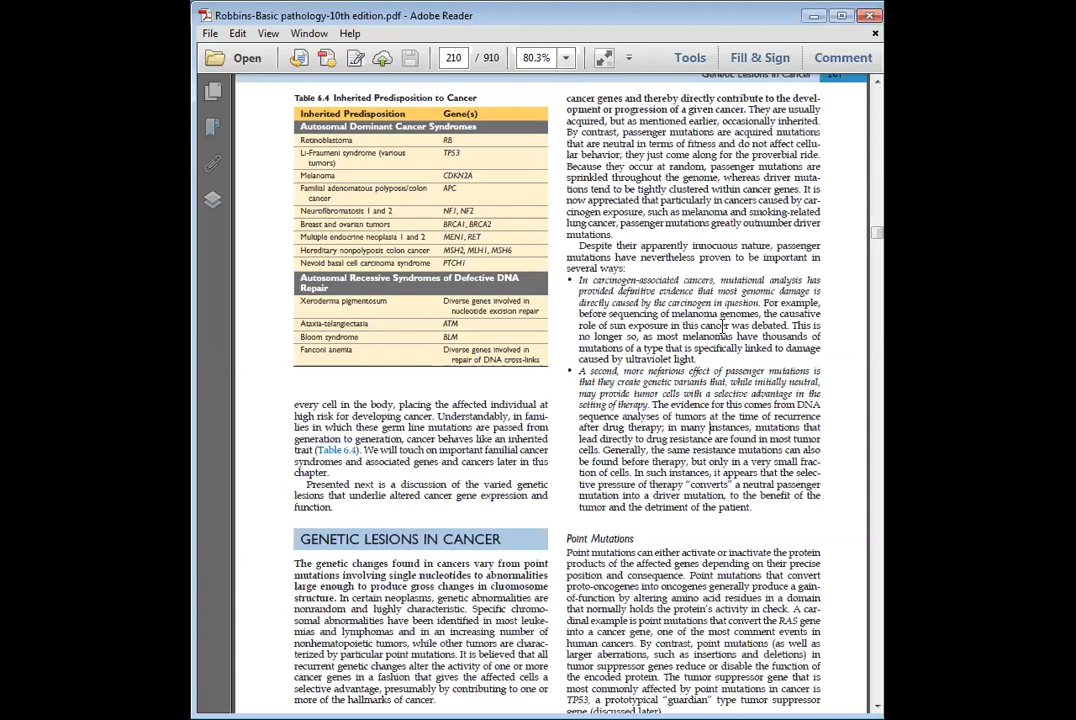 Robbins-Basic pathology-10th edition.pdf - Adobe Reader
File Edit View Window Help
Open 210 / 910 80.3% Tools Fill & Sign Comment
Genetic Lesions in Cancer 201
Table 6.4 Inherited Predisposition to Cancer
Inherited Predisposition Gene(s)
Autosomal Dominant Cancer Syndromes
Retinoblastoma RB
Li-Fraumeni syndrome (various TP53
tumors)
Melanoma CDKN2A
Familial adenomatous polyposis/colon APC
cancer
Neurofibromatosis 1 and 2 NF1, NF2
Breast and ovarian tumors BRCA1, BRCA2
Multiple endocrine neoplasia 1 and 2 MEN1, RET
Hereditary nonpolyposis colon cancer MSH2, MLH1, MSH6
Nevoid basal cell carcinoma syndrome PTCH1
Autosomal Recessive Syndromes of Defective DNA
Repair
Xeroderma pigmentosum Diverse genes involved in
nucleotide excision repair
Ataxia-telangiectasia ATM
Bloom syndrome BLM
Fanconi anemia Diverse genes involved in
repair of DNA cross-links
every cell in the body, placing the affected individual at
high risk for developing cancer. Understandably, in fami-
lies in which these germ line mutations are passed from
generation to generation, cancer behaves like an inherited
trait (Table 6.4). We will touch on important familial cancer
syndromes and associated genes and cancers later in this
chapter.
Presented next is a discussion of the varied genetic
lesions that underlie altered cancer gene expression and
function.
GENETIC LESIONS IN CANCER
The genetic changes found in cancers vary from point
mutations involving single nucleotides to abnormalities
large enough to produce gross changes in chromosome
structure. In certain neoplasms, genetic abnormalities are
nonrandom and highly characteristic. Specific chromo-
somal abnormalities have been identified in most leuke-
mias and lymphomas and in an increasing number of
nonhematopoietic tumors, while other tumors are charac-
terized by particular point mutations. It is believed that all
recurrent genetic changes alter the activity of one or more
cancer genes in a fashion that gives the affected cells a
selective advantage, presumably by contributing to one or
more of the hallmarks of cancer.
cancer genes and thereby directly contribute to the devel-
opment or progression of a given cancer. They are usually
acquired, but as mentioned earlier, occasionally inherited.
By contrast, passenger mutations are acquired mutations
that are neutral in terms of fitness and do not affect cellu-
lar behavior; they just come along for the proverbial ride.
Because they occur at random, passenger mutations are
sprinkled throughout the genome, whereas driver muta-
tions tend to be tightly clustered within cancer genes. It is
now appreciated that particularly in cancers caused by car-
cinogen exposure, such as melanoma and smoking-related
lung cancer, passenger mutations greatly outnumber driver
mutations.
Despite their apparently innocuous nature, passenger
mutations have nevertheless proven to be important in
several ways:
• In carcinogen-associated cancers, mutational analysis has
provided definitive evidence that most genomic damage is
directly caused by the carcinogen in question. For example,
before sequencing of melanoma genomes, the causative
role of sun exposure in this cancer was debated. This is
no longer so, as most melanomas have thousands of
mutations of a type that is specifically linked to damage
caused by ultraviolet light.
• A second, more nefarious effect of passenger mutations is
that they create genetic variants that, while initially neutral,
may provide tumor cells with a selective advantage in the
setting of therapy. The evidence for this comes from DNA
sequence analyses of tumors at the time of recurrence
after drug therapy; in many instances, mutations that
lead directly to drug resistance are found in most tumor
cells. Generally, the same resistance mutations can also
be found before therapy, but only in a very small frac-
tion of cells. In such instances, it appears that the selec-
tive pressure of therapy “converts” a neutral passenger
mutation into a driver mutation, to the benefit of the
tumor and the detriment of the patient.
Point Mutations
Point mutations can either activate or inactivate the protein
products of the affected genes depending on their precise
position and consequence. Point mutations that convert
proto-oncogenes into oncogenes generally produce a gain-
of-function by altering amino acid residues in a domain
that normally holds the protein's activity in check. A car-
dinal example is point mutations that convert the RAS gene
into a cancer gene, one of the most comment events in
human cancers. By contrast, point mutations (as well as
larger aberrations, such as insertions and deletions) in
tumor suppressor genes reduce or disable the function of
the encoded protein. The tumor suppressor gene that is
most commonly affected by point mutations in cancer is
TP53, a prototypical “guardian” type tumor suppressor
gene (discussed later).